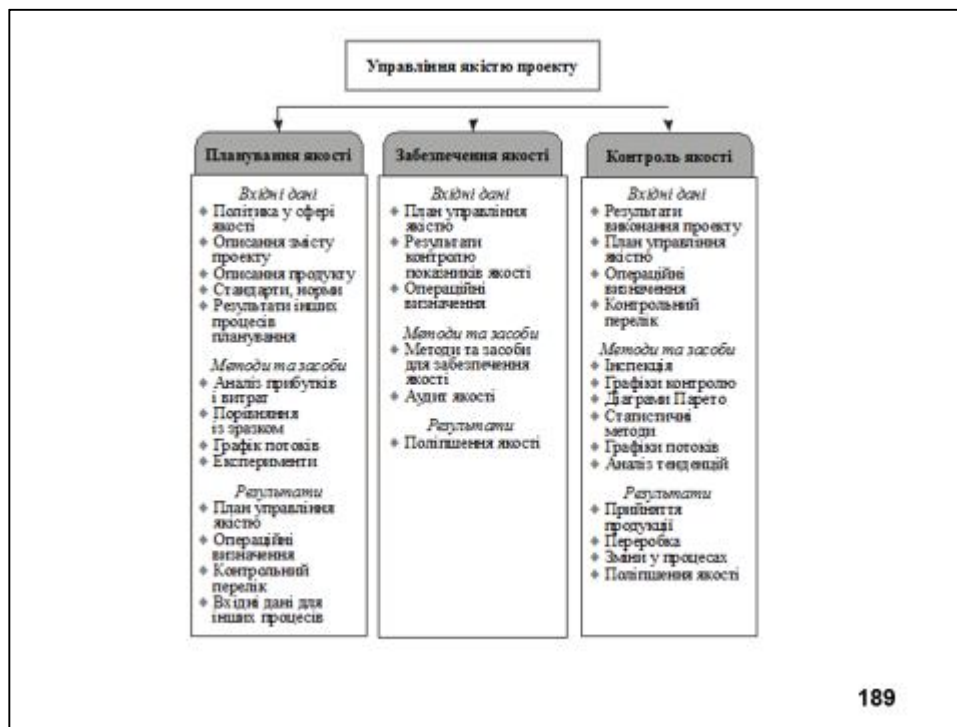 Управління якістю проекту
Планування якості
Вхідні дані
Політика у сфері
якості
Описання змісту
проекту
Описання продукту
Стандарти, норми
Результати інших
процесів
планування
Методи та засоби
Аналіз прибутків
і витрат
Порівняння
із зразком
Графік потоків
Експерименти
Результати
План управління
якістю
Операційні
визначення
Контрольний
перелік
Вхідні дані для
інших процесів
Забезпечення якості
Вхідні дані
План управління
якістю
Результати
контролю
показників якості
Операційні
визначення
Методи та засоби
Методи та засоби
для забезпечення
якості
Аудит якості
Результати
Поліпшення якості
Контроль якості
Вхідні дані
Результати
виконання проекту
План управління
якістю
Операційні
визначення
Контрольний
перелік
Методи та засоби
Інспекція
Графіки контролю
Діаграми Парето
Статистичні
методи
Графіки потоків
Аналіз тенденцій
Результати
Прийняття
продукції
Переробка
Зміни у процесах
Поліпшення якості
189